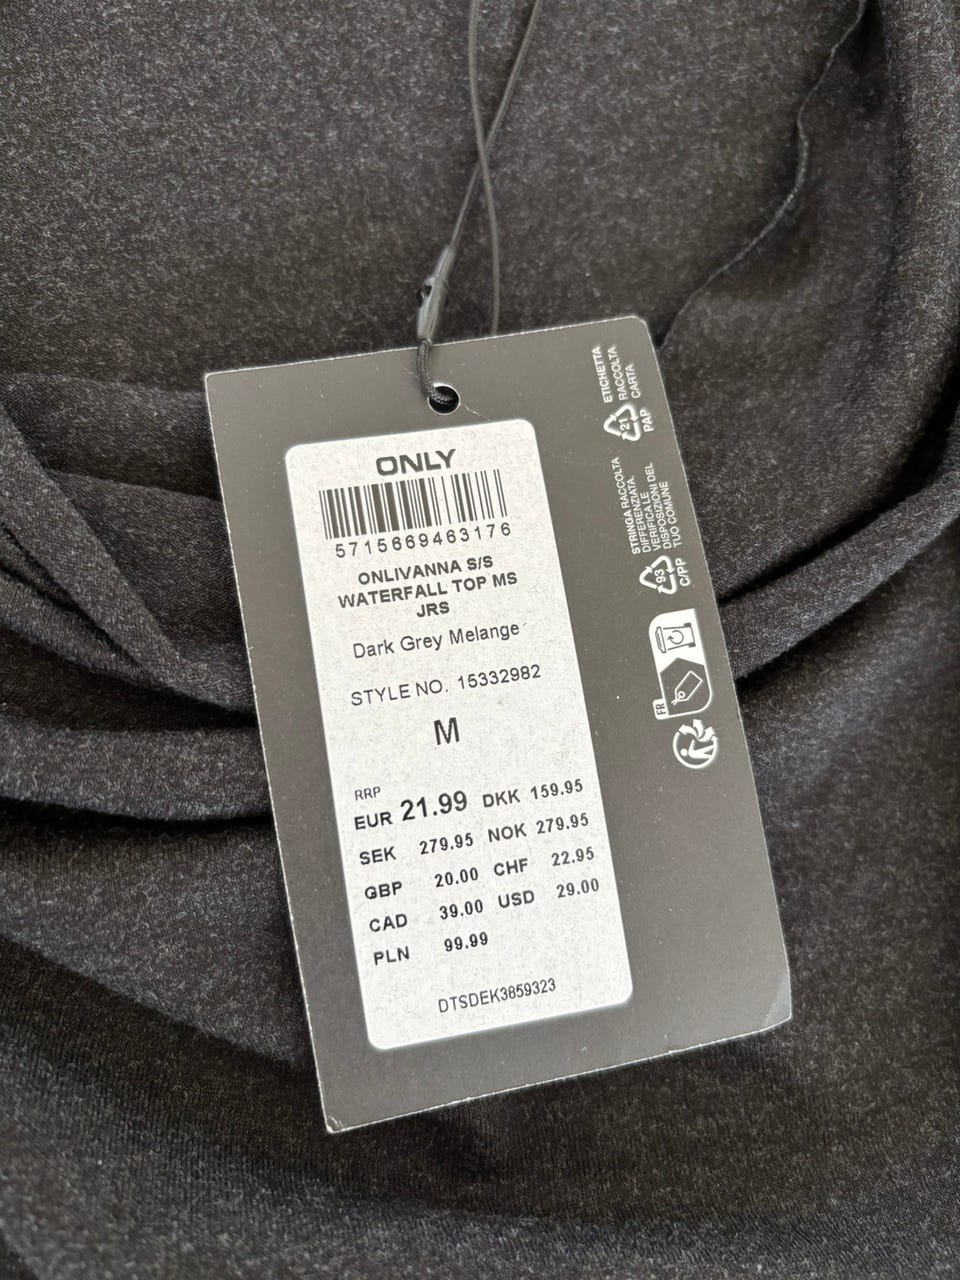 ONLY
5715669463176
ONLIVANNA S/S
WATERFALL TOP MS
JRS
Dark Grey Melange
STYLE NO. 15332982
M
RRP
EUR 21.99 DKK 159.95
SEK 279.95 NOK 279.95
GBP 20.00 CHF 22.95
CAD 39.00 USD 29.00
PLN 99.99
DTSDEK3859323
ETICHETTA
RACCOLTA
CARTA
21
PAP
STRINGA RACCOLTA
DIFFERENZIATA.
VERIFICA LE
DISPOSIZIONI DEL
TUO COMUNE
93
C/PP
FR